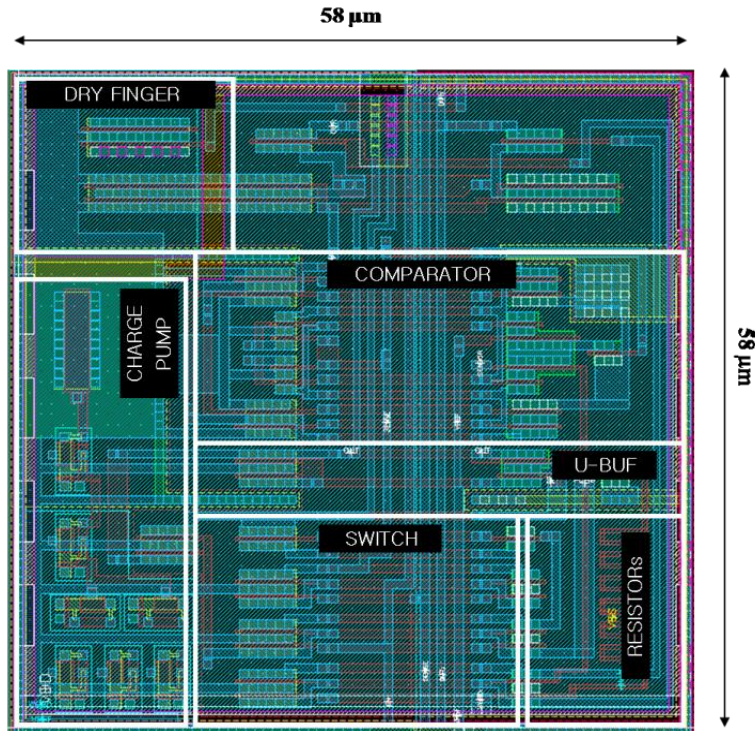 58 μm
DRY FINGER
COMPARATOR
CHARGE
PUMP
58 μm
U-BUF
SWITCH
RESISTORs